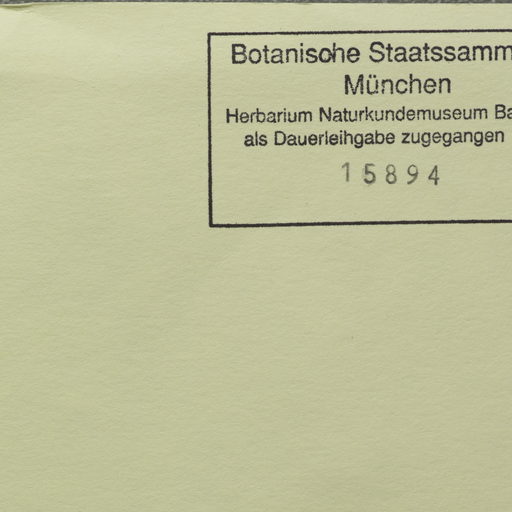 Botanische Staatssamm
München
Herbarium Naturkundemuseum Ba
als Dauerleihgabe zugegangen
15894